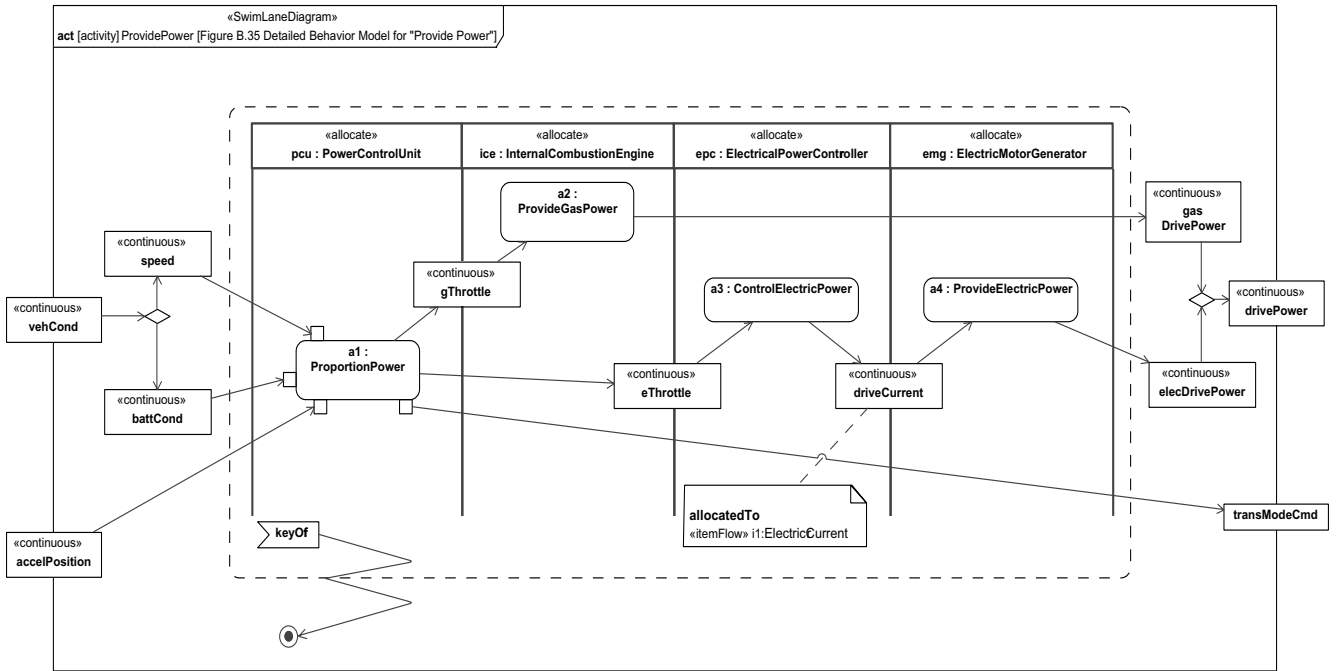 «SwimLaneDiagram»
act [activity] ProvidePower [Figure B.35 Detailed Behavior Model for "Provide Power"]
«allocate»
pcu : PowerControlUnit
«allocate»
ice : InternalCombustionEngine
«allocate»
epc : ElectricalPowerController
«allocate»
emg : ElectricMotorGenerator
a2 :
ProvideGasPower
«continuous»
gas
DrivePower
«continuous»
speed
«continuous»
gThrottle
a3 : ControlElectricPower
a4 : ProvideElectricPower
«continuous»
vehCond
«continuous»
drivePower
a1 :
ProportionPower
«continuous»
eThrottle
«continuous»
driveCurrent
«continuous»
elecDrivePower
«continuous»
battCond
allocatedTo
«itemFlow» i1:ElectricCurrent
transModeCmd
keyOf
«continuous»
accelPosition